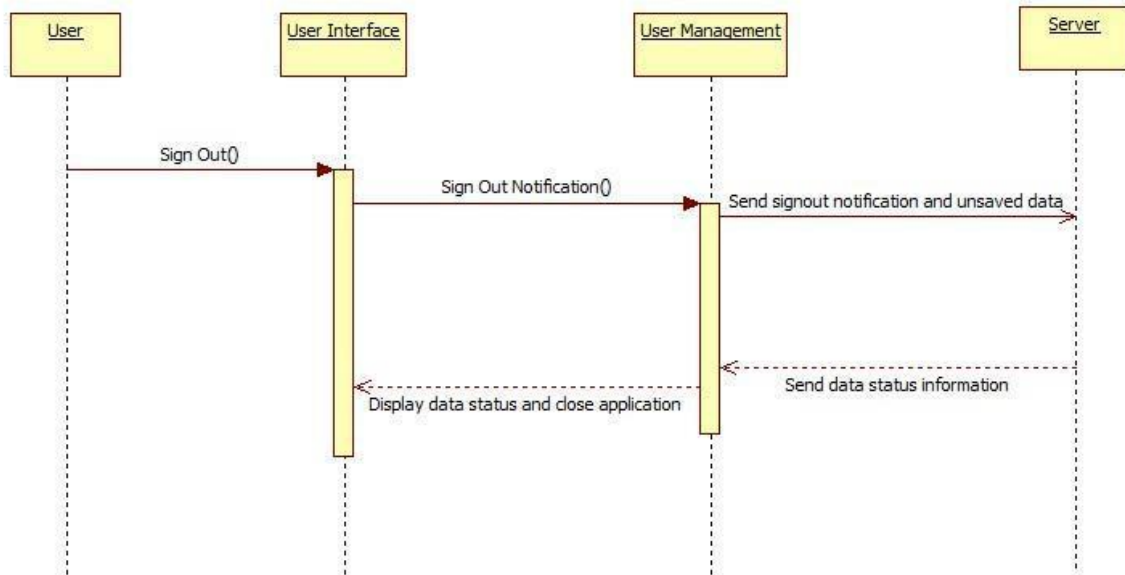 User
User Interface
User Management
Server
Sign Out()
Sign Out Notification()
Send signout notification and unsaved data
Send data status information
Display data status and close application